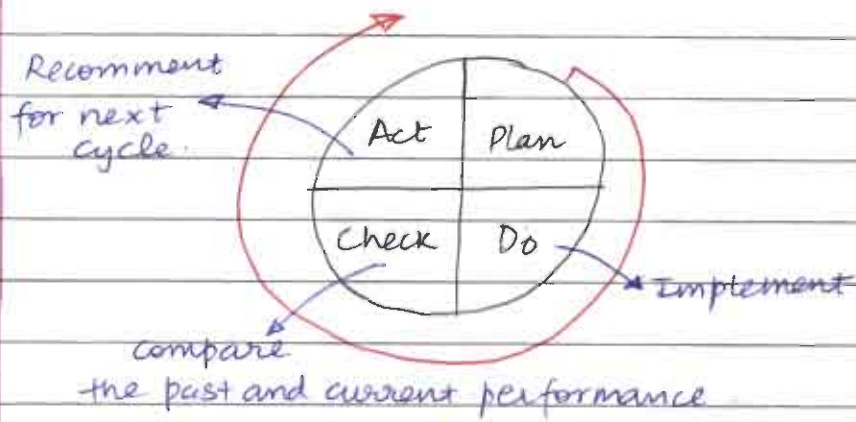 Recomment
for next
cycle.
Act
Plan
Check
Do
Implement
compare
the past and current performance